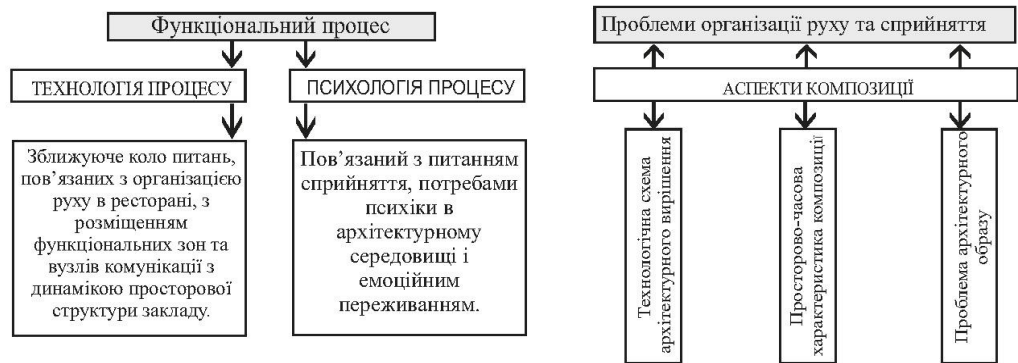 Функціональний процес
ТЕХНОЛОГІЯ ПРОЦЕСУ
ПСИХОЛОГІЯ ПРОЦЕСУ
Зближуюче коло питань,
пов’язаних з організацією
руху в ресторані, з
розміщенням
функціональних зон та
вузлів комунікації з
динамікою просторової
структури закладу.
Пов’язаний з питанням
сприйняття, потребами
психіки в
архітектурному
середовищі і
емоційним
переживанням.
Проблеми організації руху та сприйняття
АСПЕКТИ КОМПОЗИЦІЇ
Технологічна схема
архітектурного вирішення
Просторово-часова
характеристика композиції
Проблема архітектурного
образу